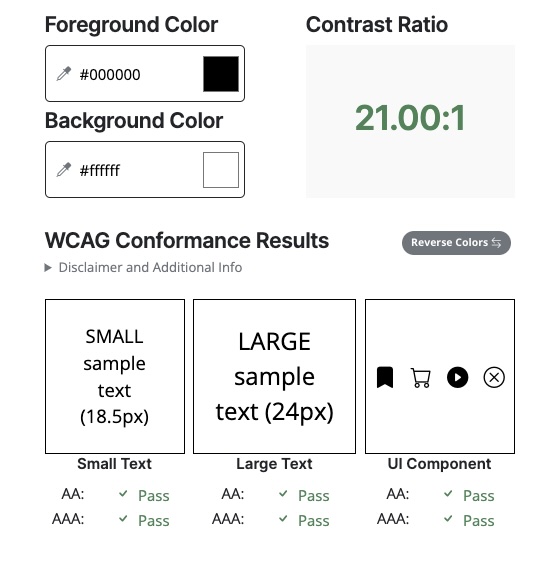 Foreground Color
#000000
Background Color
#ffffff
Contrast Ratio
21.00:1
WCAG Conformance Results
Reverse Colors
Disclaimer and Additional Info
SMALL
sample
text
(18.5px)
Small Text
AA: Pass
AAA: Pass
LARGE
sample
text (24px)
Large Text
AA: Pass
AAA: Pass
UI Component
AA: Pass
AAA: Pass